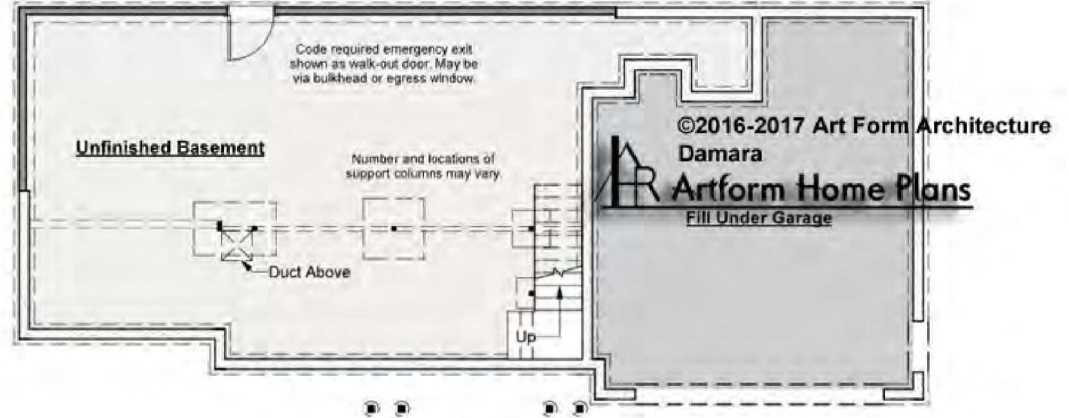 Code required emergency exit
shown as walk-out door. May be
via bulkhead or egress window.
©2016-2017 Art Form Architecture
Unfinished Basement
Damara
Number and locations of
support columns may vary.
Artform Home Plans
Fill Under Garage
Duct Above
Up